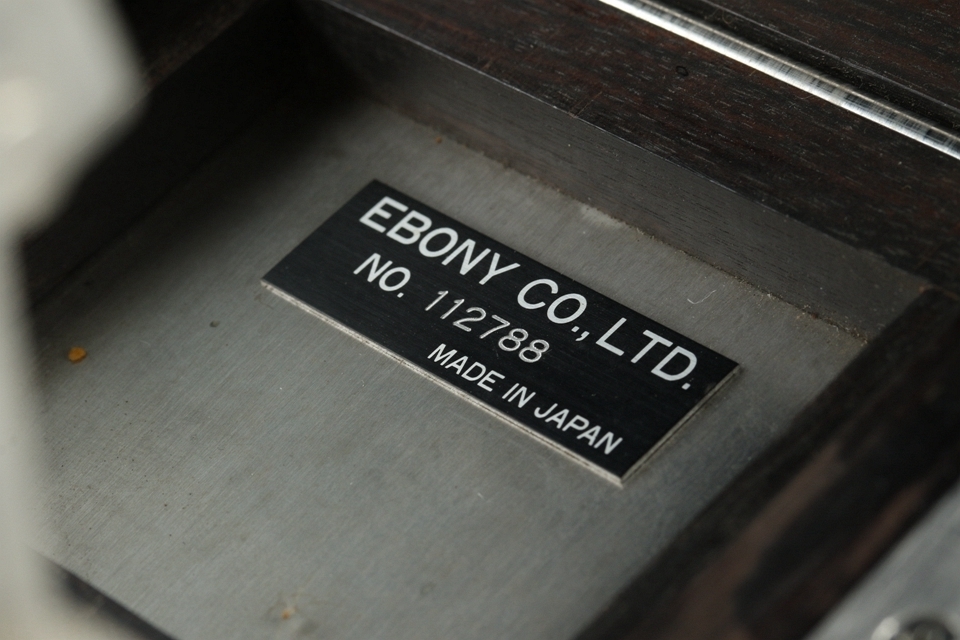 EBONY CO., LTD.
NO. 112788
MADE IN JAPAN